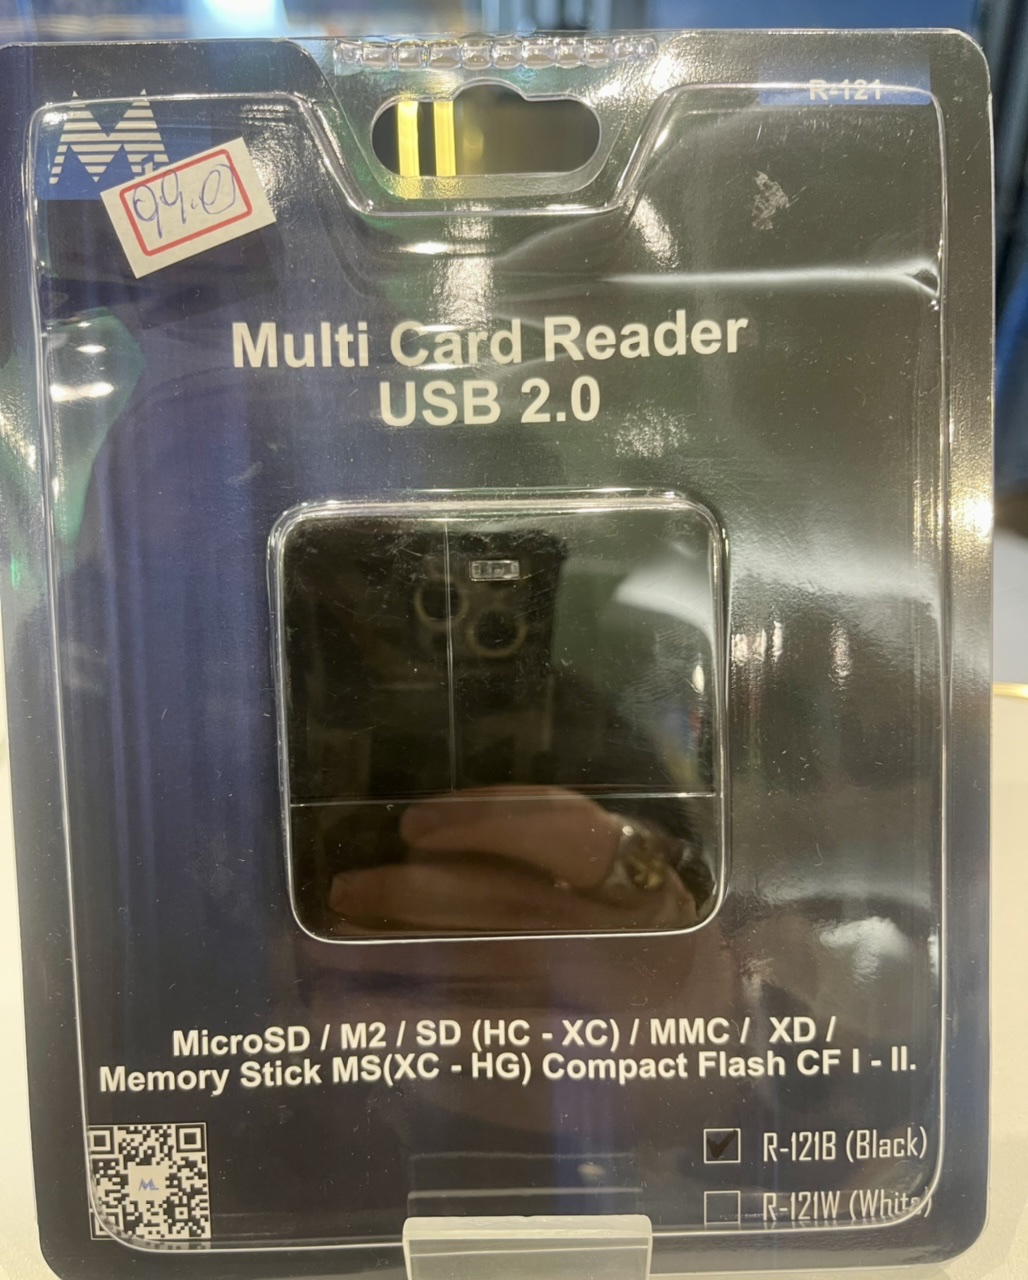 R-121
99.0
Multi Card Reader
USB 2.0
MicroSD / M2 / SD (HC - XC) / MMC / XD /
Memory Stick MS(XC - HG) Compact Flash CF I - II.
R-121B (Black)
R-121W (White)